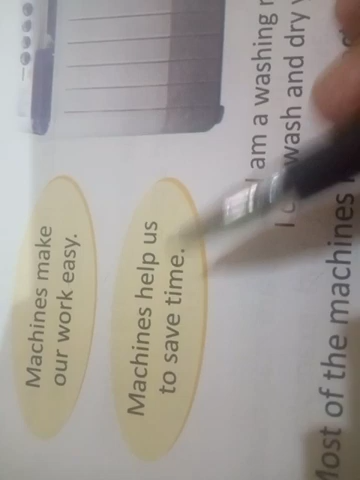 Machines make
our work easy.
Machines help us
to save time.
I am a washing
I
wash and dry
Most of the machines